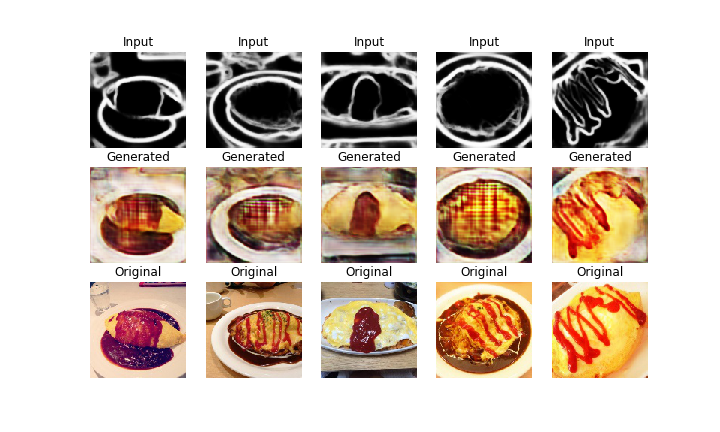 Input Input Input Input Input
Generated Generated Generated Generated Generated
Original Original Original Original Original